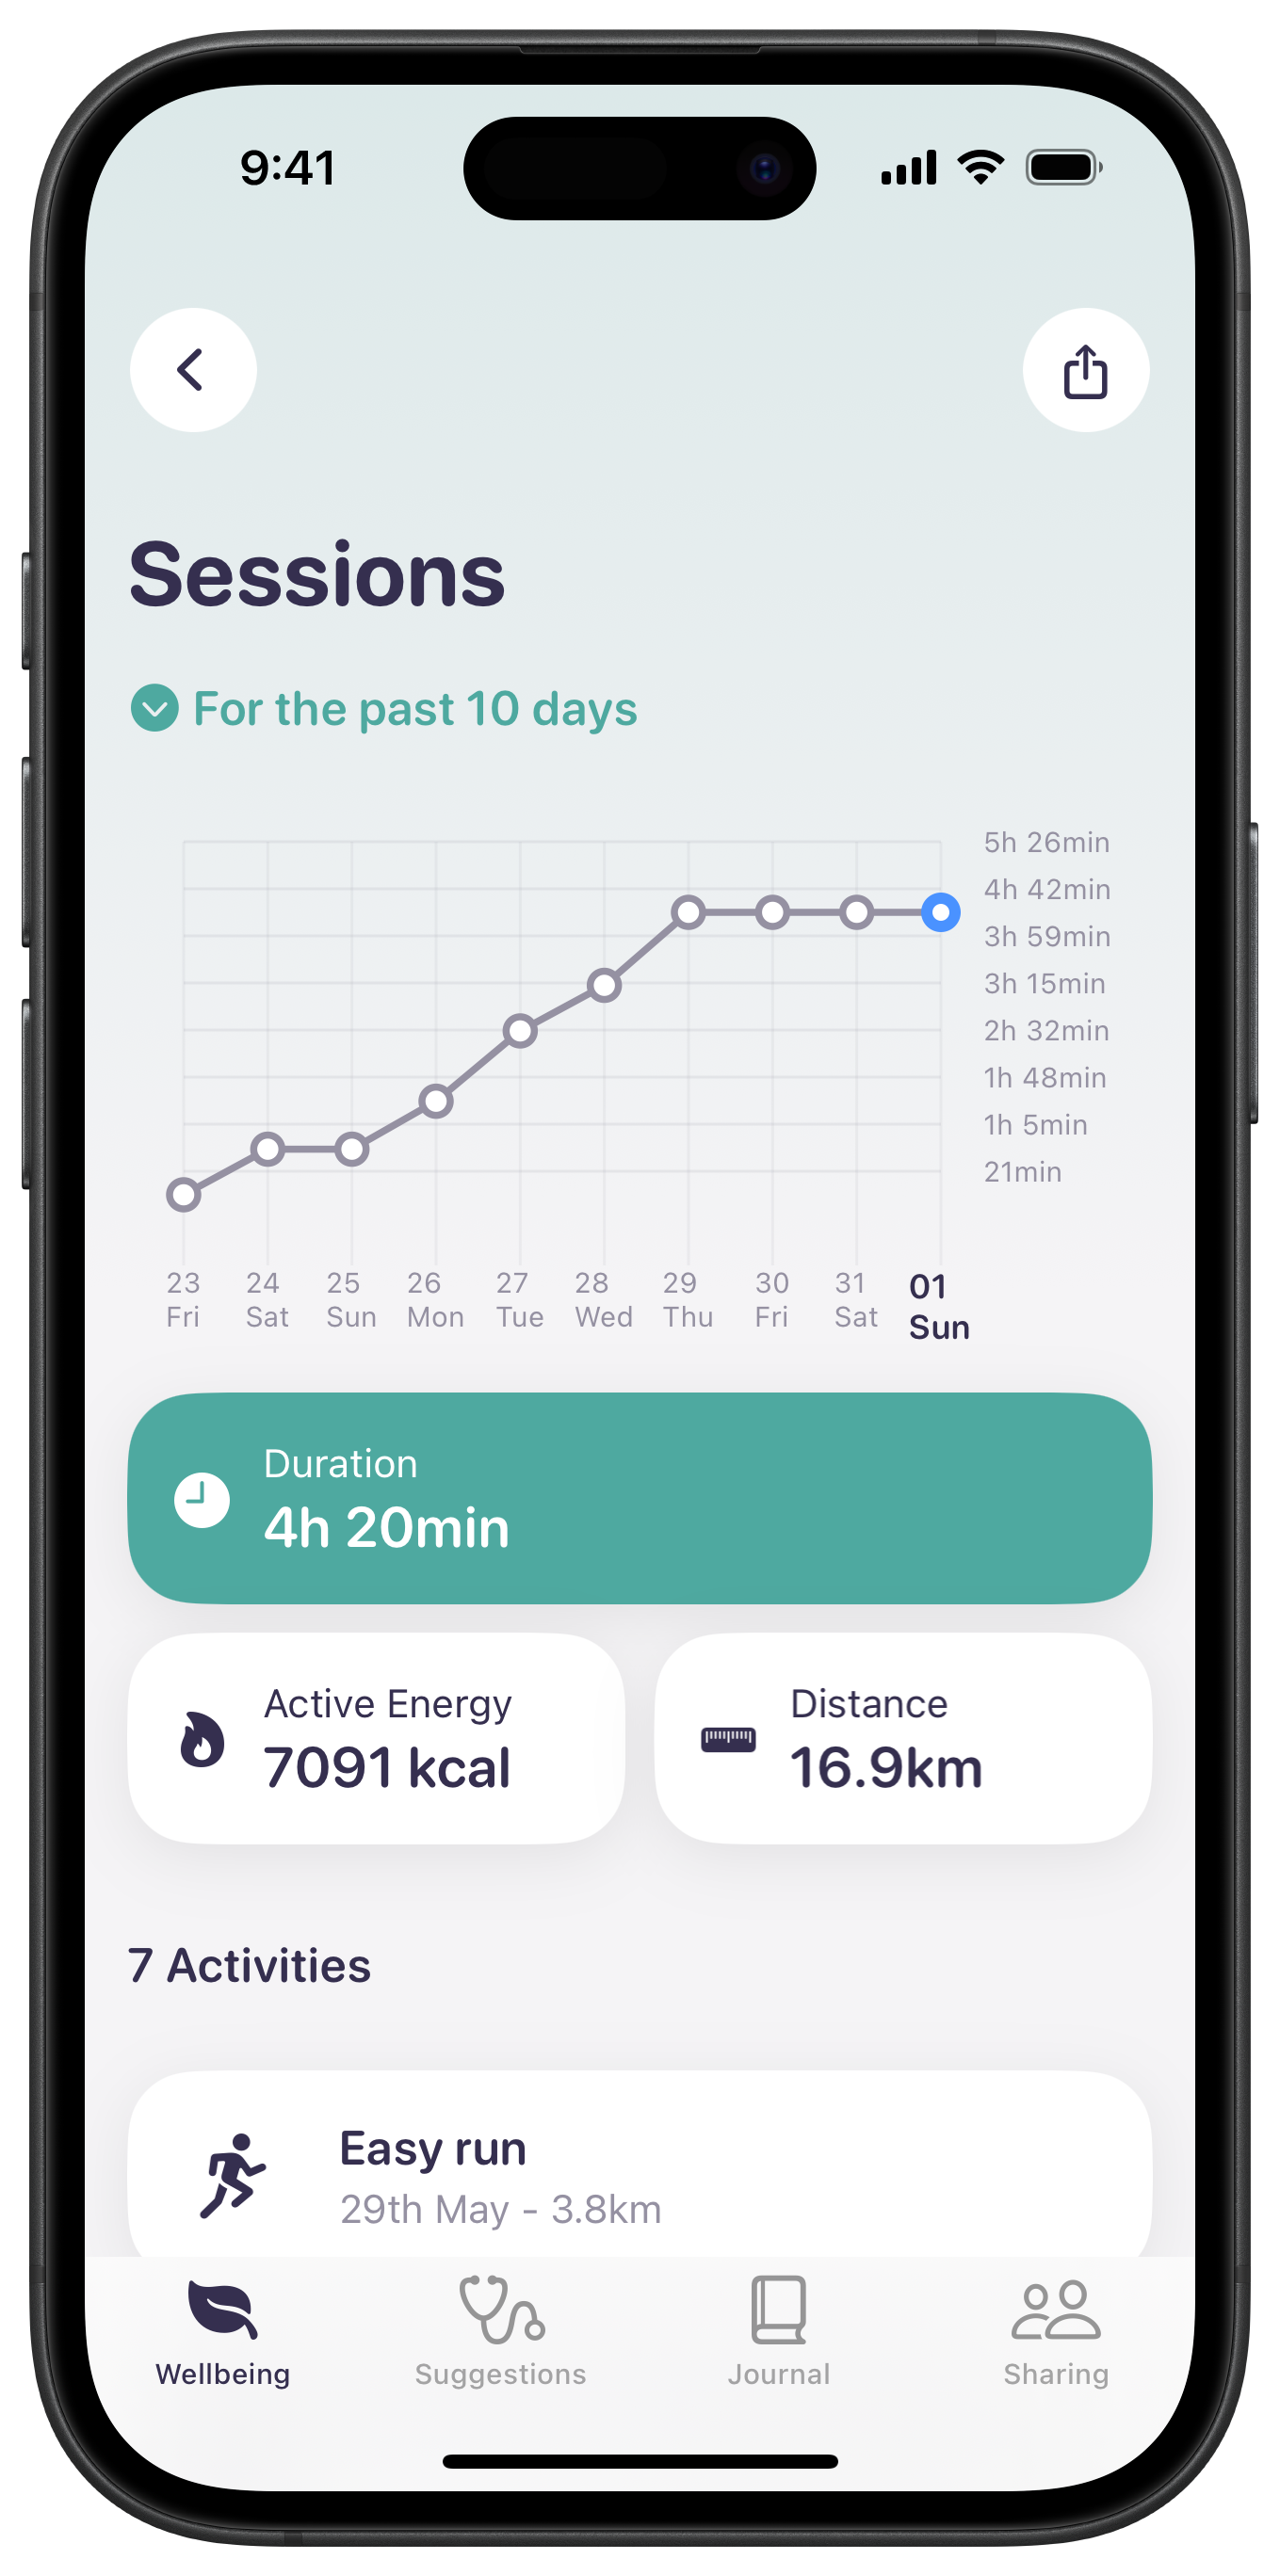 9:41
Sessions
For the past 10 days
5h 26min
4h 42min
3h 59min
3h 15min
2h 32min
1h 48min
1h 5min
21min
23 24 25 26 27 28 29 30 31 01
Fri Sat Sun Mon Tue Wed Thu Fri Sat Sun
Duration
4h 20min
Active Energy
7091 kcal
Distance
16.9km
7 Activities
Easy run
29th May - 3.8km
Wellbeing Suggestions Journal Sharing